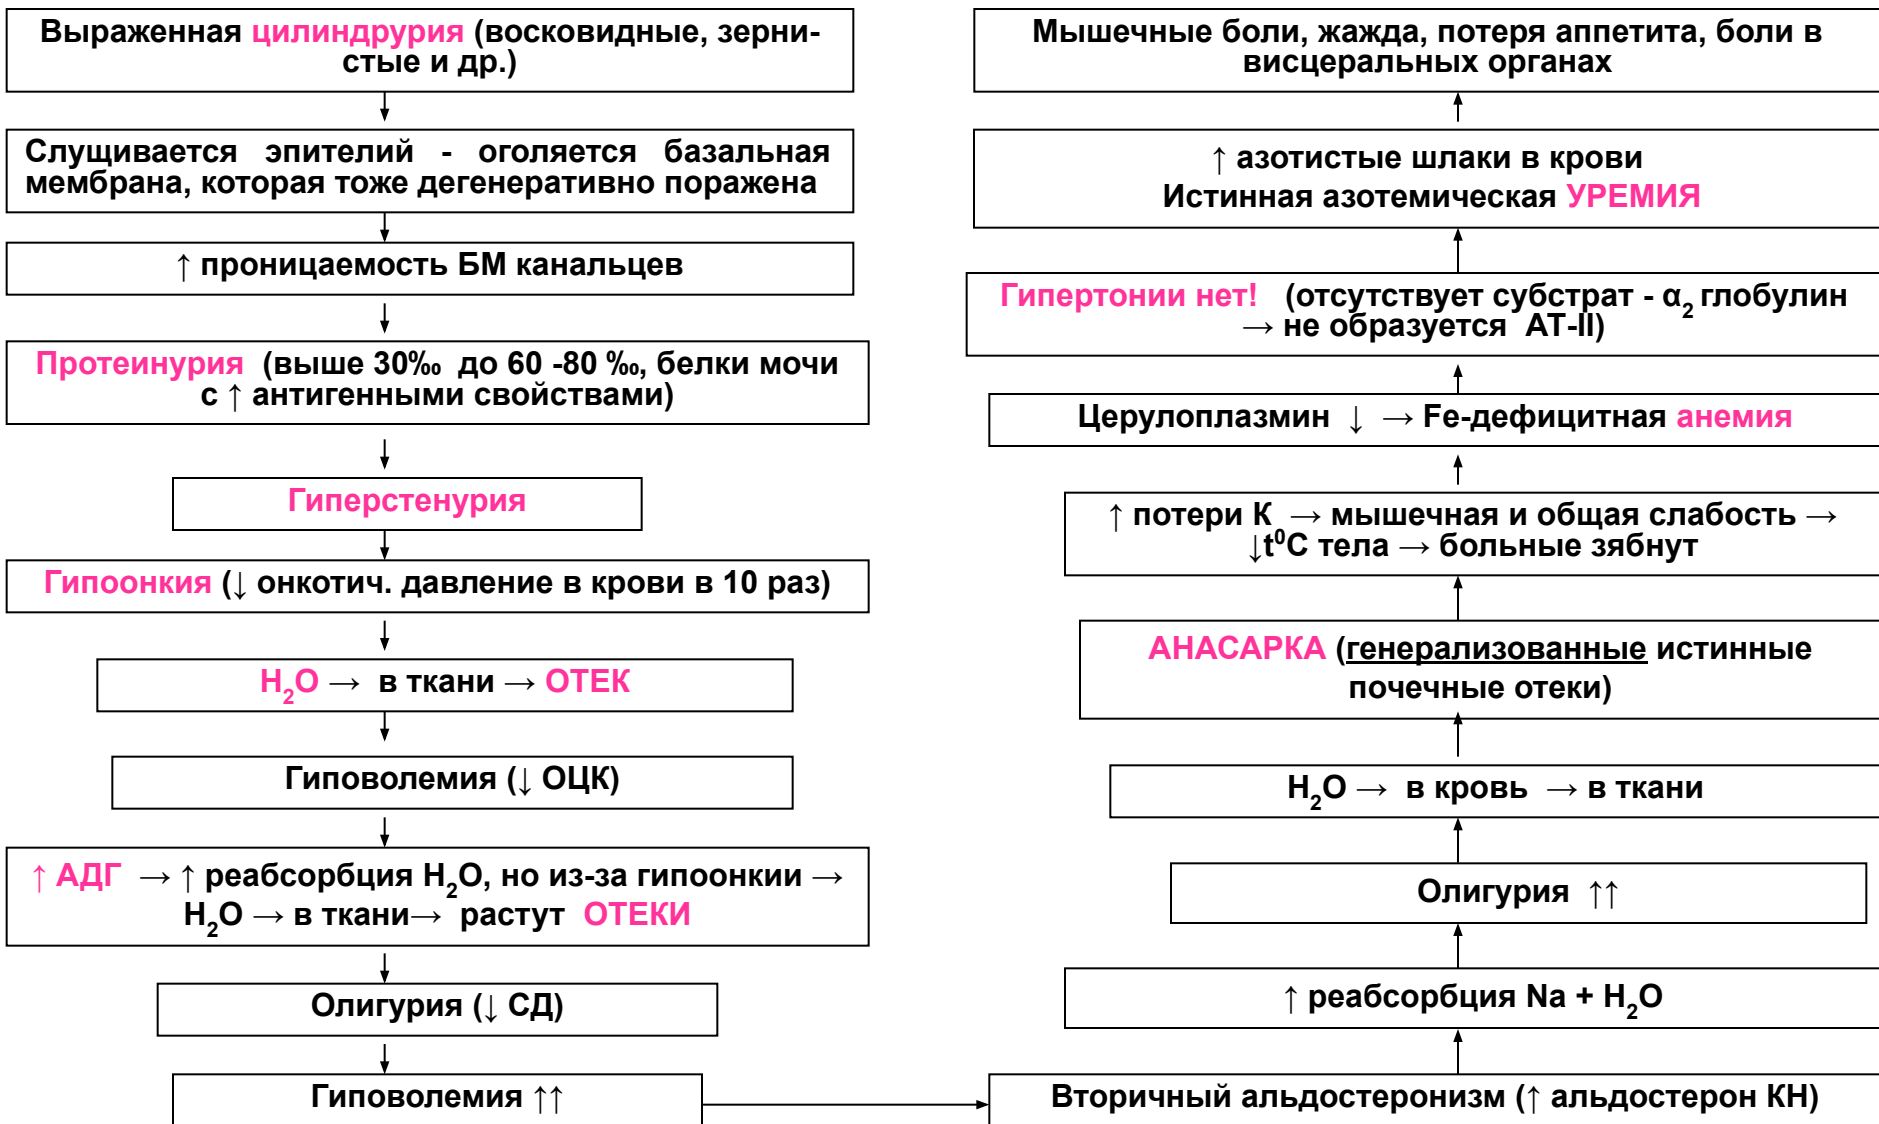 Выраженная цилиндрурия (восковидные, зерни-
стые и др.)
Слущивается эпителий - оголяется базальная
мембрана, которая тоже дегенеративно поражена
↑ проницаемость БМ канальцев
Протеинурия (выше 30‰ до 60 -80 ‰, белки мочи
с ↑ антигенными свойствами)
Гиперстенурия
Гипоонкия (↓ онкотич. давление в крови в 10 раз)
H₂O → в ткани → ОТЕК
Гиповолемия (↓ ОЦК)
↑ АДГ → ↑ реабсорбция H₂O, но из-за гипоонкии →
H₂O → в ткани→ растут ОТЕКИ
Олигурия (↓ СД)
Гиповолемия ↑↑
Вторичный альдостеронизм (↑ альдостерон КН)
↑ реабсорбция Na + H₂O
Олигурия ↑↑
H₂O → в кровь → в ткани
АНАСАРКА (генерализованные истинные
почечные отеки)
↑ потери К → мышечная и общая слабость →
↓t⁰C тела → больные зябнут
Церулоплазмин ↓ → Fe-дефицитная анемия
Гипертонии нет! (отсутствует субстрат - α₂ глобулин
→ не образуется АТ-II)
↑ азотистые шлаки в крови
Истинная азотемическая УРЕМИЯ
Мышечные боли, жажда, потеря аппетита, боли в
висцеральных органах